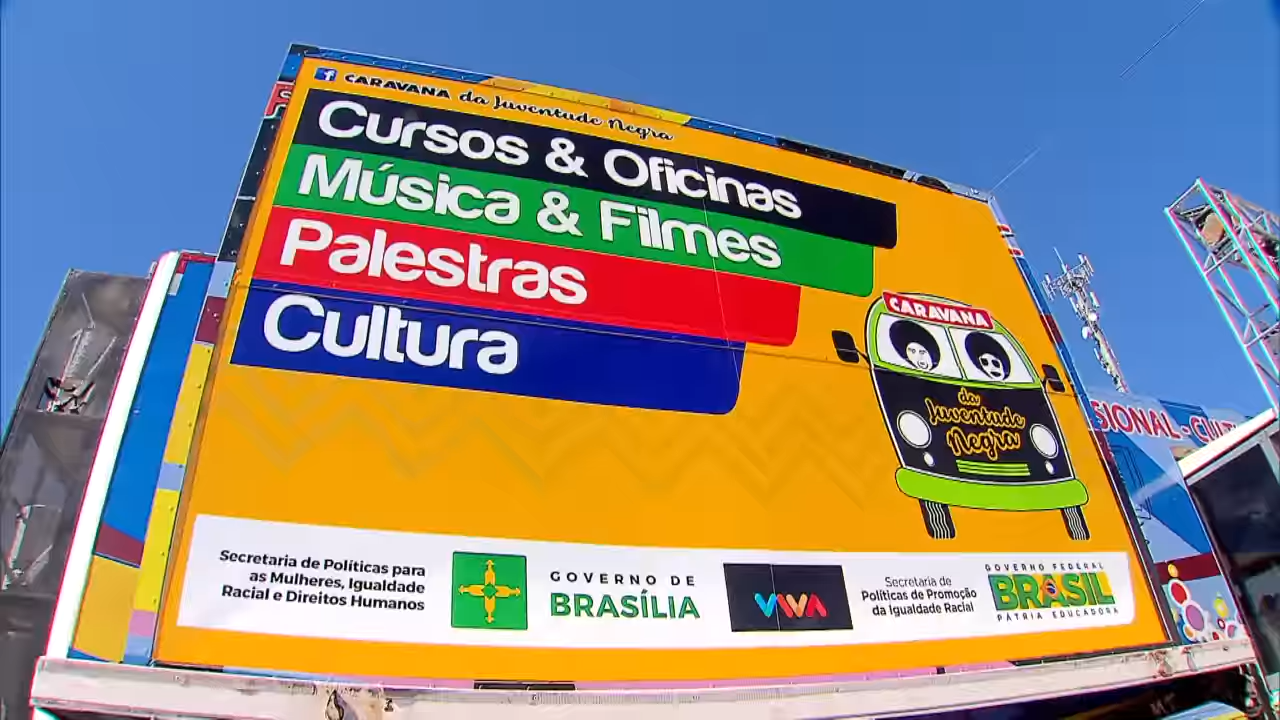 CARAVANA da Juventude Negra
Cursos & Oficinas
Música & Filmes
Palestras
Cultura
CARAVANA
da
Juventude
Negra
SIONAL - CULT
Secretaria de Políticas para
as Mulheres, Igualdade
Racial e Direitos Humanos
GOVERNO DE
BRASÍLIA
VIVA
Secretaria de
Políticas de Promoção
da Igualdade Racial
GOVERNO FEDERAL
BRASIL
PÁTRIA EDUCADORA